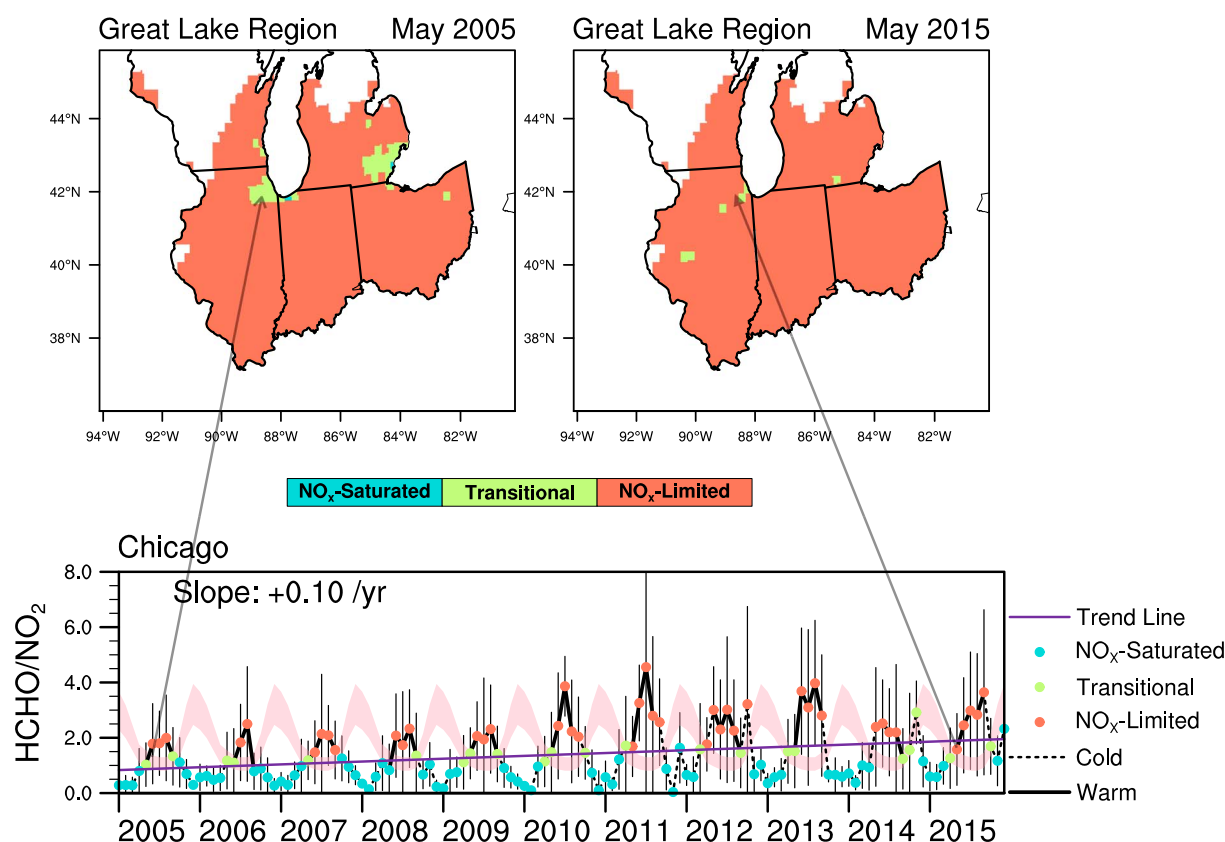 Great Lake Region May 2005
44°N
42°N
40°N
38°N
94°W 92°W 90°W 88°W 86°W 84°W 82°W
Great Lake Region May 2015
44°N
42°N
40°N
38°N
94°W 92°W 90°W 88°W 86°W 84°W 82°W
NOx-Saturated Transitional NOx-Limited
Chicago
Slope: +0.10 /yr
HCHO/NO2
8.0
6.0
4.0
2.0
0.0
2005 2006 2007 2008 2009 2010 2011 2012 2013 2014 2015
Trend Line
NOx-Saturated
Transitional
NOx-Limited
Cold
Warm